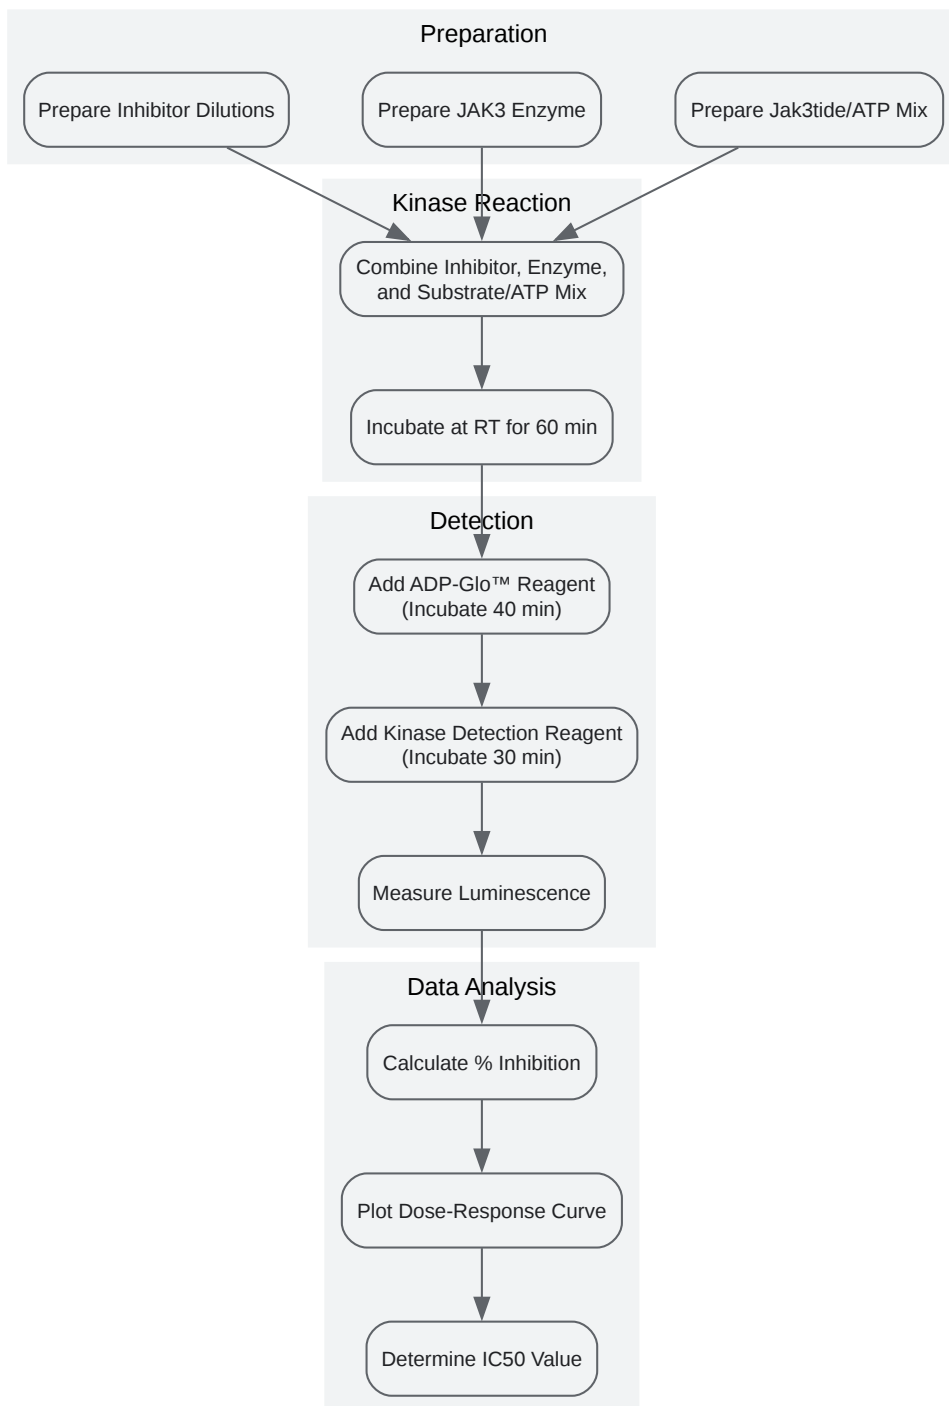 Preparation
Prepare Inhibitor Dilutions
Prepare JAK3 Enzyme
Prepare Jak3tide/ATP Mix
Kinase Reaction
Combine Inhibitor, Enzyme,
and Substrate/ATP Mix
Incubate at RT for 60 min
Detection
Add ADP-Glo™ Reagent
(Incubate 40 min)
Add Kinase Detection Reagent
(Incubate 30 min)
Measure Luminescence
Data Analysis
Calculate % Inhibition
Plot Dose-Response Curve
Determine IC50 Value